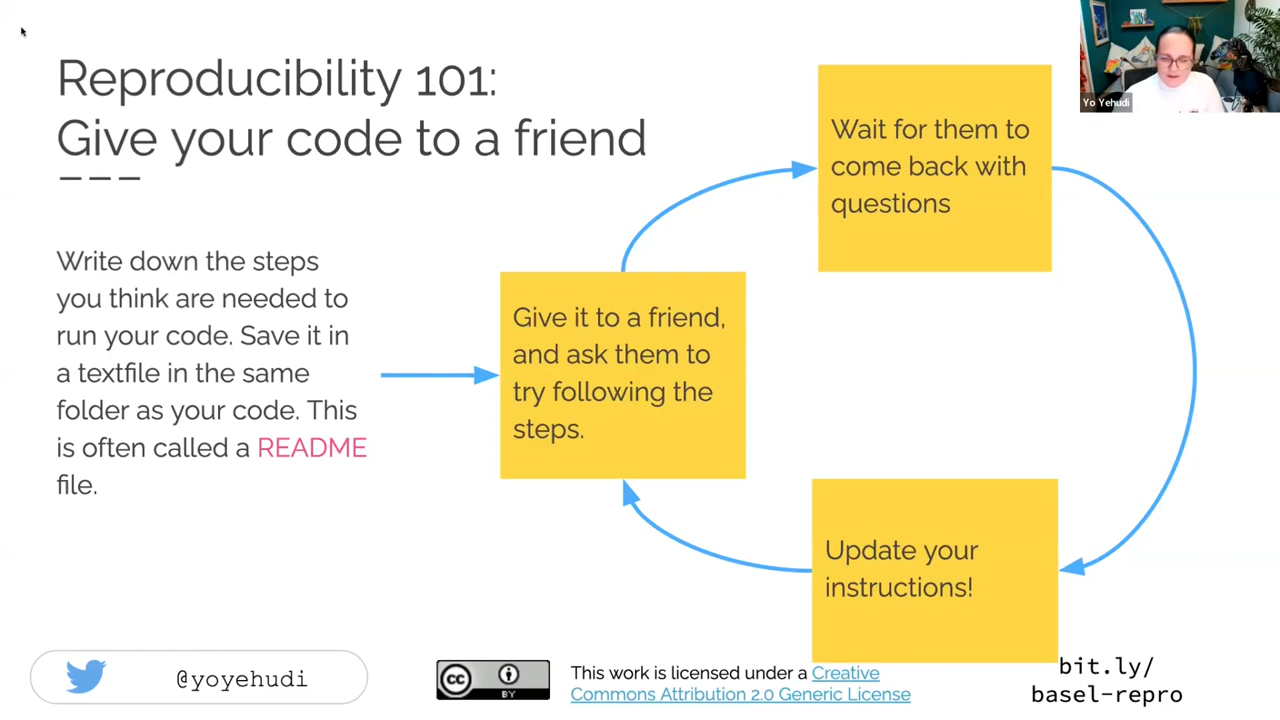 Reproducibility 101:
Give your code to a friend
Write down the steps
you think are needed to
run your code. Save it in
a textfile in the same
folder as your code. This
is often called a README
file.
Give it to a friend,
and ask them to
try following the
steps.
Wait for them to
come back with
questions
Update your
instructions!
Yo Yehudi
@yoyehudi
cc
BY
This work is licensed under a Creative
Commons Attribution 2.0 Generic License
bit.ly/
basel-repro